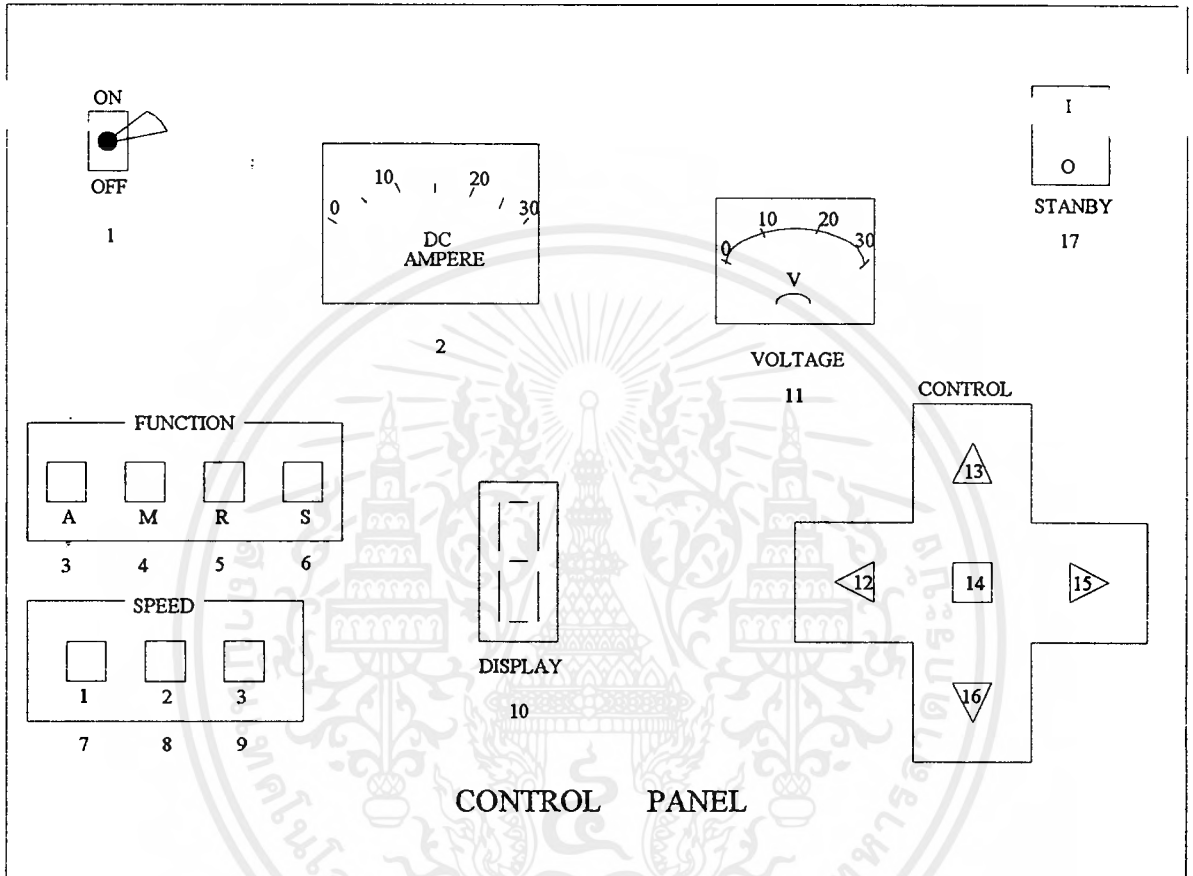 ON
OFF
1
0 10 20 30
DC
AMPERE
2
0 10 20 30
V
VOLTAGE
11
I
O
STANBY
17
FUNCTION
A M R S
3 4 5 6
SPEED
1 2 3
7 8 9
DISPLAY
10
CONTROL
13
12 14 15
16
CONTROL PANEL